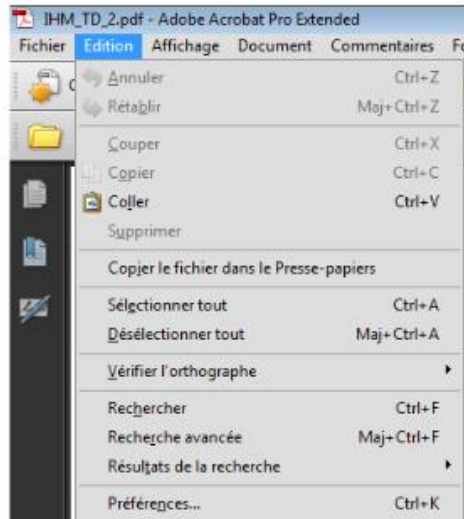 IHM_TD_2.pdf - Adobe Acrobat Pro Extended
Fichier Edition Affichage Document Commentaires
Annuler Ctrl+Z
Rétablir Maj+Ctrl+Z
Couper Ctrl+X
Copier Ctrl+C
Coller Ctrl+V
Supprimer
Copier le fichier dans le Presse-papiers
Sélectionner tout Ctrl+A
Désélectionner tout Maj+Ctrl+A
Vérifier l'orthographe
Rechercher Ctrl+F
Recherche avancée Maj+Ctrl+F
Résultats de la recherche
Préférences... Ctrl+K